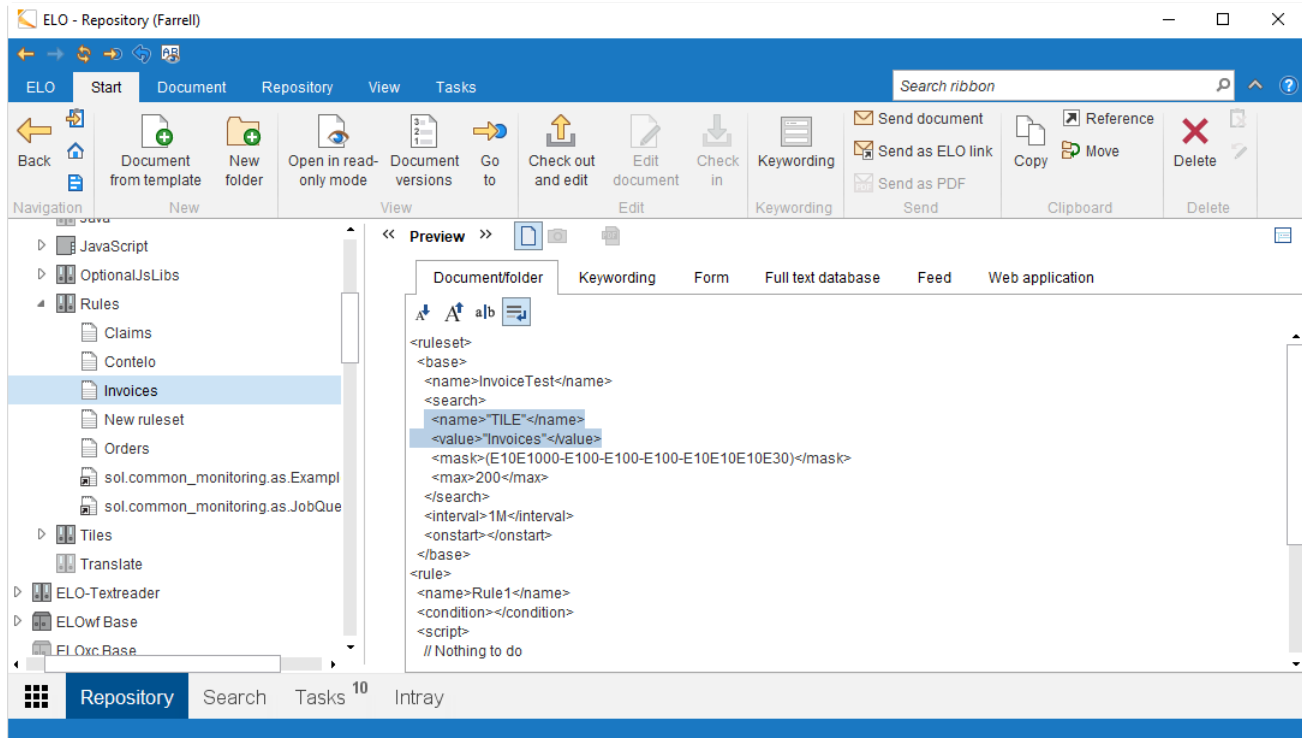 ELO - Repository (Farrell)
ELO Start Document Repository View Tasks Search ribbon
Back
Document from template
New folder
Open in read-only mode
Document versions
Go to
Check out and edit
Edit document
Check in
Keywording
Send document
Send as ELO link
Send as PDF
Copy
Reference
Move
Delete
Navigation New View Edit Keywording Send Clipboard Delete
Java
JavaScript
OptionalJsLibs
Rules
Claims
Contelo
Invoices
New ruleset
Orders
sol.common_monitoring.as.Exampl
sol.common_monitoring.as.JobQue
Tiles
Translate
ELO-Textreader
ELOwf Base
ELOxc Base
Preview
Document/folder Keywording Form Full text database Feed Web application
a|b
<ruleset>
<base>
<name>InvoiceTest</name>
<search>
<name>"TILE"</name>
<value>"Invoices"</value>
<mask>(E10E1000-E100-E100-E100-E10E10E10E30)</mask>
<max>200</max>
</search>
<interval>1M</interval>
<onstart></onstart>
</base>
<rule>
<name>Rule1</name>
<condition></condition>
<script>
// Nothing to do
Repository Search Tasks 10 Intray